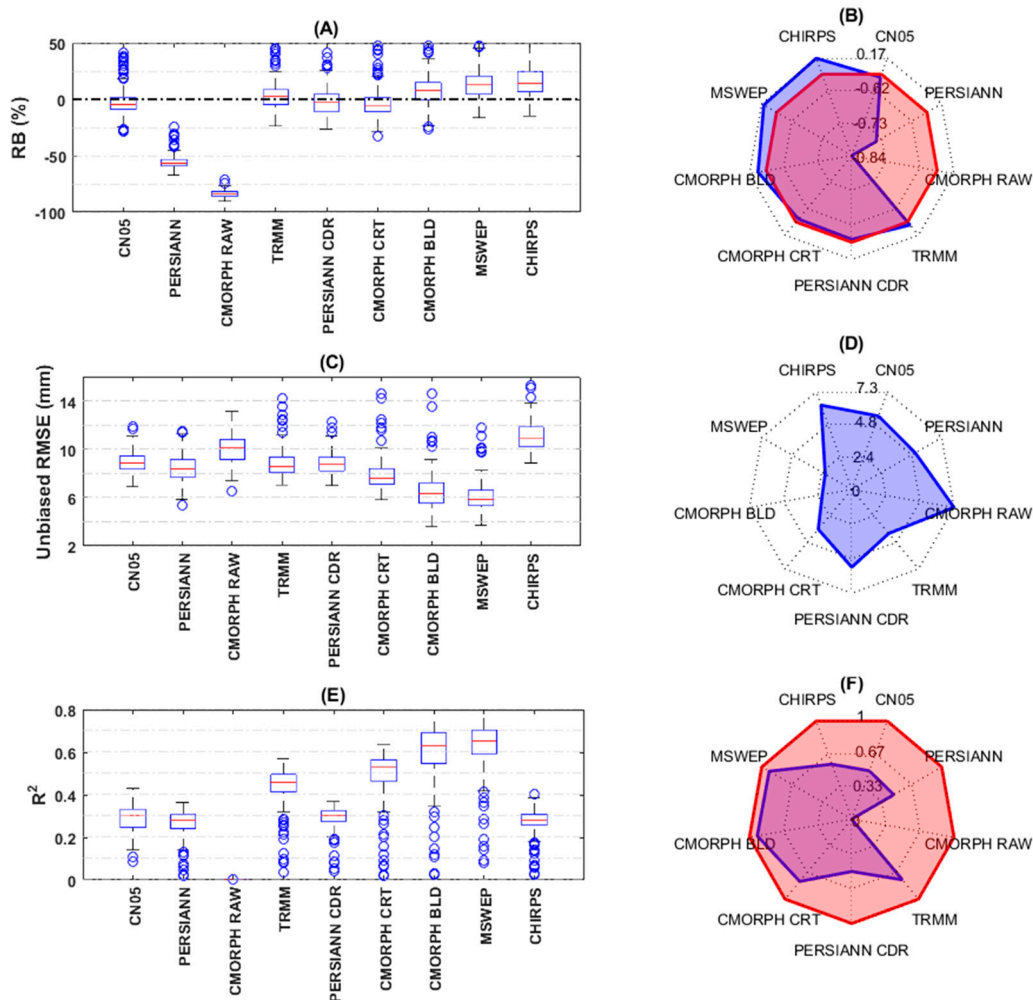 (A)
50
0
-50
-100
RB (%)
CN05
PERSIANN
CMORPH RAW
TRMM
PERSIANN CDR
CMORPH CRT
CMORPH BLD
MSWEP
CHIRPS
(B)
CHIRPS
CN05
0.17
MSWEP
-0.62
PERSIANN
-0.73
CMORPH BLD
-0.84
CMORPH RAW
CMORPH CRT
TRMM
PERSIANN CDR
(C)
14
10
6
2
Unbiased RMSE (mm)
CN05
PERSIANN
CMORPH RAW
TRMM
PERSIANN CDR
CMORPH CRT
CMORPH BLD
MSWEP
CHIRPS
(D)
CHIRPS
CN05
7.3
MSWEP
4.8
PERSIANN
2.4
CMORPH BLD
0
CMORPH RAW
CMORPH CRT
TRMM
PERSIANN CDR
(E)
0.8
0.6
0.4
0.2
0
R2
CN05
PERSIANN
CMORPH RAW
TRMM
PERSIANN CDR
CMORPH CRT
CMORPH BLD
MSWEP
CHIRPS
(F)
CHIRPS
CN05
1
MSWEP
0.67
PERSIANN
0.33
CMORPH BLD
0
CMORPH RAW
CMORPH CRT
TRMM
PERSIANN CDR